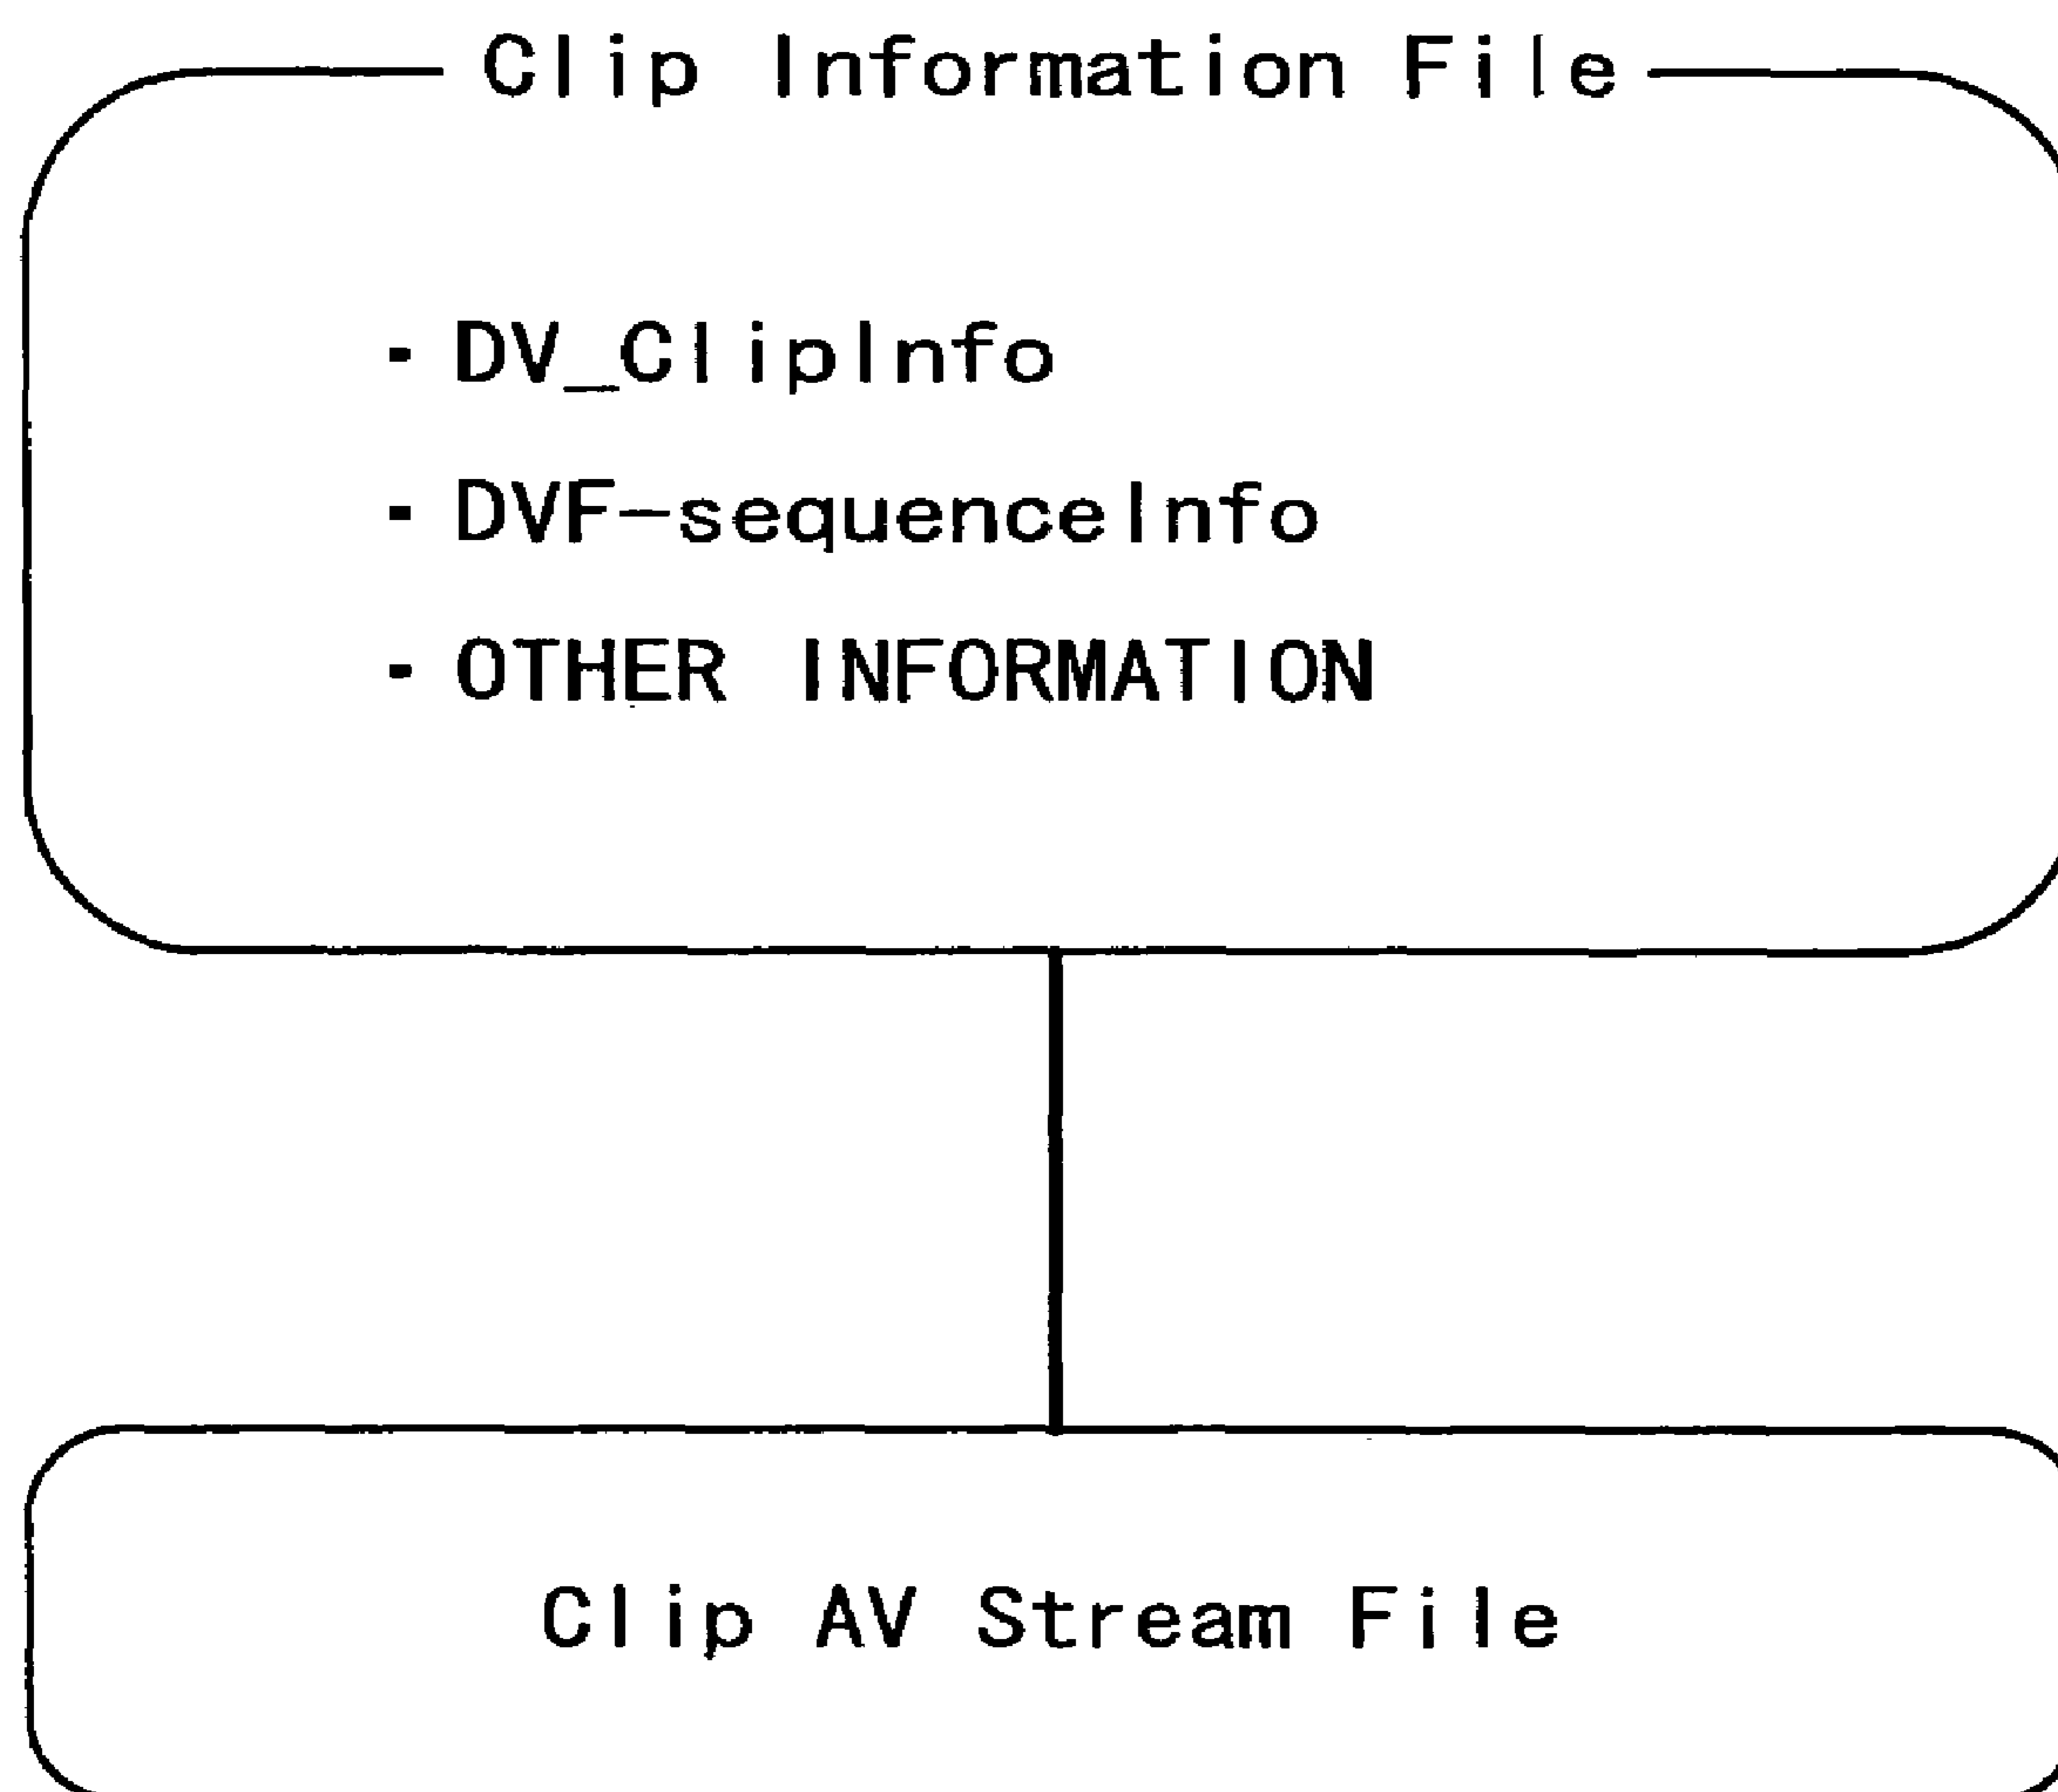 Clip Information File
・DV_ClipInfo
・DVF-sequenceInfo
・OTHER INFORMATION
Clip AV Stream File